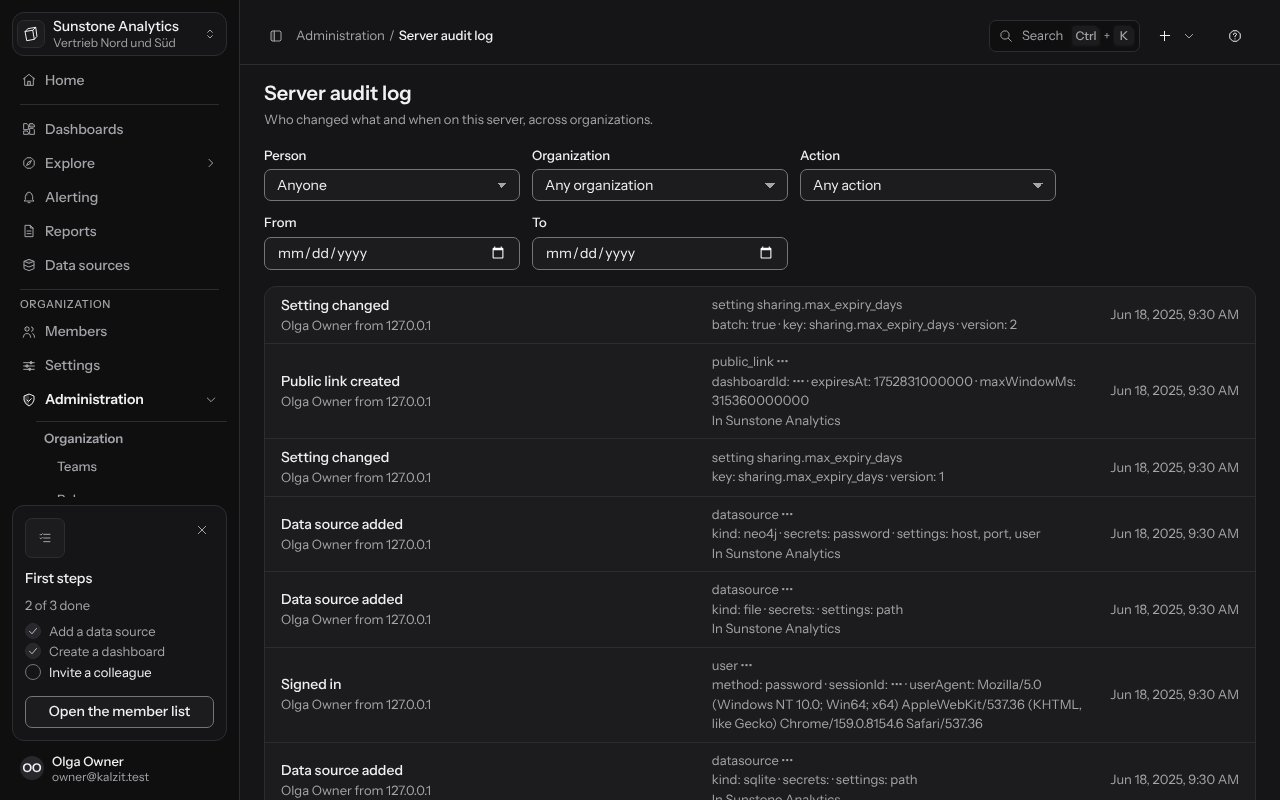 Sunstone Analytics
Vertrieb Nord und Süd
Home
Dashboards
Explore
Alerting
Reports
Data sources
ORGANIZATION
Members
Settings
Administration
Organization
Teams
First steps
2 of 3 done
Add a data source
Create a dashboard
Invite a colleague
Open the member list
OO
Olga Owner
owner@kalzit.test
Administration / Server audit log
Search Ctrl + K
Server audit log
Who changed what and when on this server, across organizations.
Person
Anyone
Organization
Any organization
Action
Any action
From
mm/dd/yyyy
To
mm/dd/yyyy
Setting changed
Olga Owner from 127.0.0.1
setting sharing.max_expiry_days
batch: true · key: sharing.max_expiry_days · version: 2
Jun 18, 2025, 9:30 AM
Public link created
Olga Owner from 127.0.0.1
public_link •••
dashboardId: ••• · expiresAt: 1752831000000 · maxWindowMs:
315360000000
In Sunstone Analytics
Jun 18, 2025, 9:30 AM
Setting changed
Olga Owner from 127.0.0.1
setting sharing.max_expiry_days
key: sharing.max_expiry_days · version: 1
Jun 18, 2025, 9:30 AM
Data source added
Olga Owner from 127.0.0.1
datasource •••
kind: neo4j · secrets: password · settings: host, port, user
In Sunstone Analytics
Jun 18, 2025, 9:30 AM
Data source added
Olga Owner from 127.0.0.1
datasource •••
kind: file · secrets: · settings: path
In Sunstone Analytics
Jun 18, 2025, 9:30 AM
Signed in
Olga Owner from 127.0.0.1
user •••
method: password · sessionId: ••• · userAgent: Mozilla/5.0
(Windows NT 10.0; Win64; x64) AppleWebKit/537.36 (KHTML,
like Gecko) Chrome/159.0.8154.6 Safari/537.36
Jun 18, 2025, 9:30 AM
Data source added
Olga Owner from 127.0.0.1
datasource •••
kind: sqlite · secrets: · settings: path
In Sunstone Analytics
Jun 18, 2025, 9:30 AM